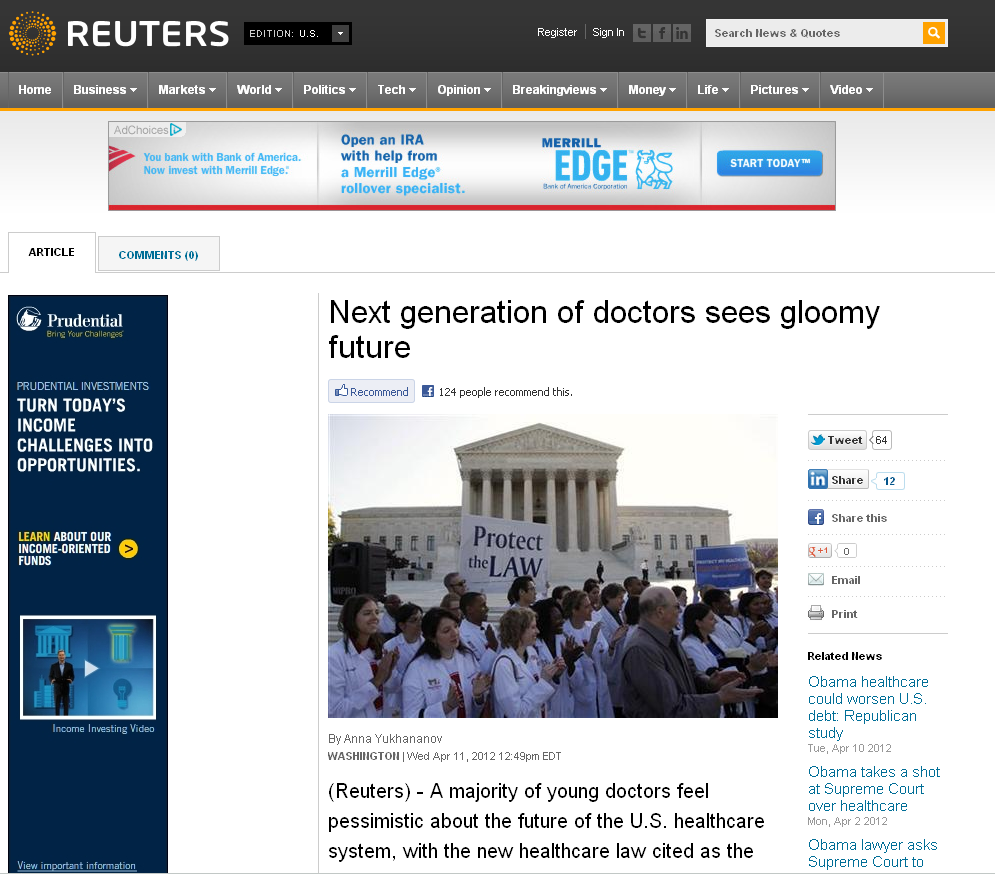 REUTERS
EDITION: U.S.
Register
Sign In
Search News & Quotes
Home
Business
Markets
World
Politics
Tech
Opinion
Breakingviews
Money
Life
Pictures
Video
AdChoices
You bank with Bank of America.
Now invest with Merrill Edge.®
Open an IRA
with help from
a Merrill Edge®
rollover specialist.
MERRILL
EDGE™
Bank of America Corporation
START TODAY™
ARTICLE
COMMENTS (0)
Prudential
Bring Your Challenges®
PRUDENTIAL INVESTMENTS
TURN TODAY'S
INCOME
CHALLENGES INTO
OPPORTUNITIES.
LEARN ABOUT OUR
INCOME-ORIENTED
FUNDS
Income Investing Video
View important information
Next generation of doctors sees gloomy
future
Recommend
124 people recommend this.
Protect
the LAW
PROTECT MY HEALTHCARE
By Anna Yukhananov
WASHINGTON | Wed Apr 11, 2012 12:49pm EDT
(Reuters) - A majority of young doctors feel
pessimistic about the future of the U.S. healthcare
system, with the new healthcare law cited as the
Tweet
64
in Share
12
Share this
g +1
0
Email
Print
Related News
Obama healthcare
could worsen U.S.
debt: Republican
study
Tue, Apr 10 2012
Obama takes a shot
at Supreme Court
over healthcare
Mon, Apr 2 2012
Obama lawyer asks
Supreme Court to